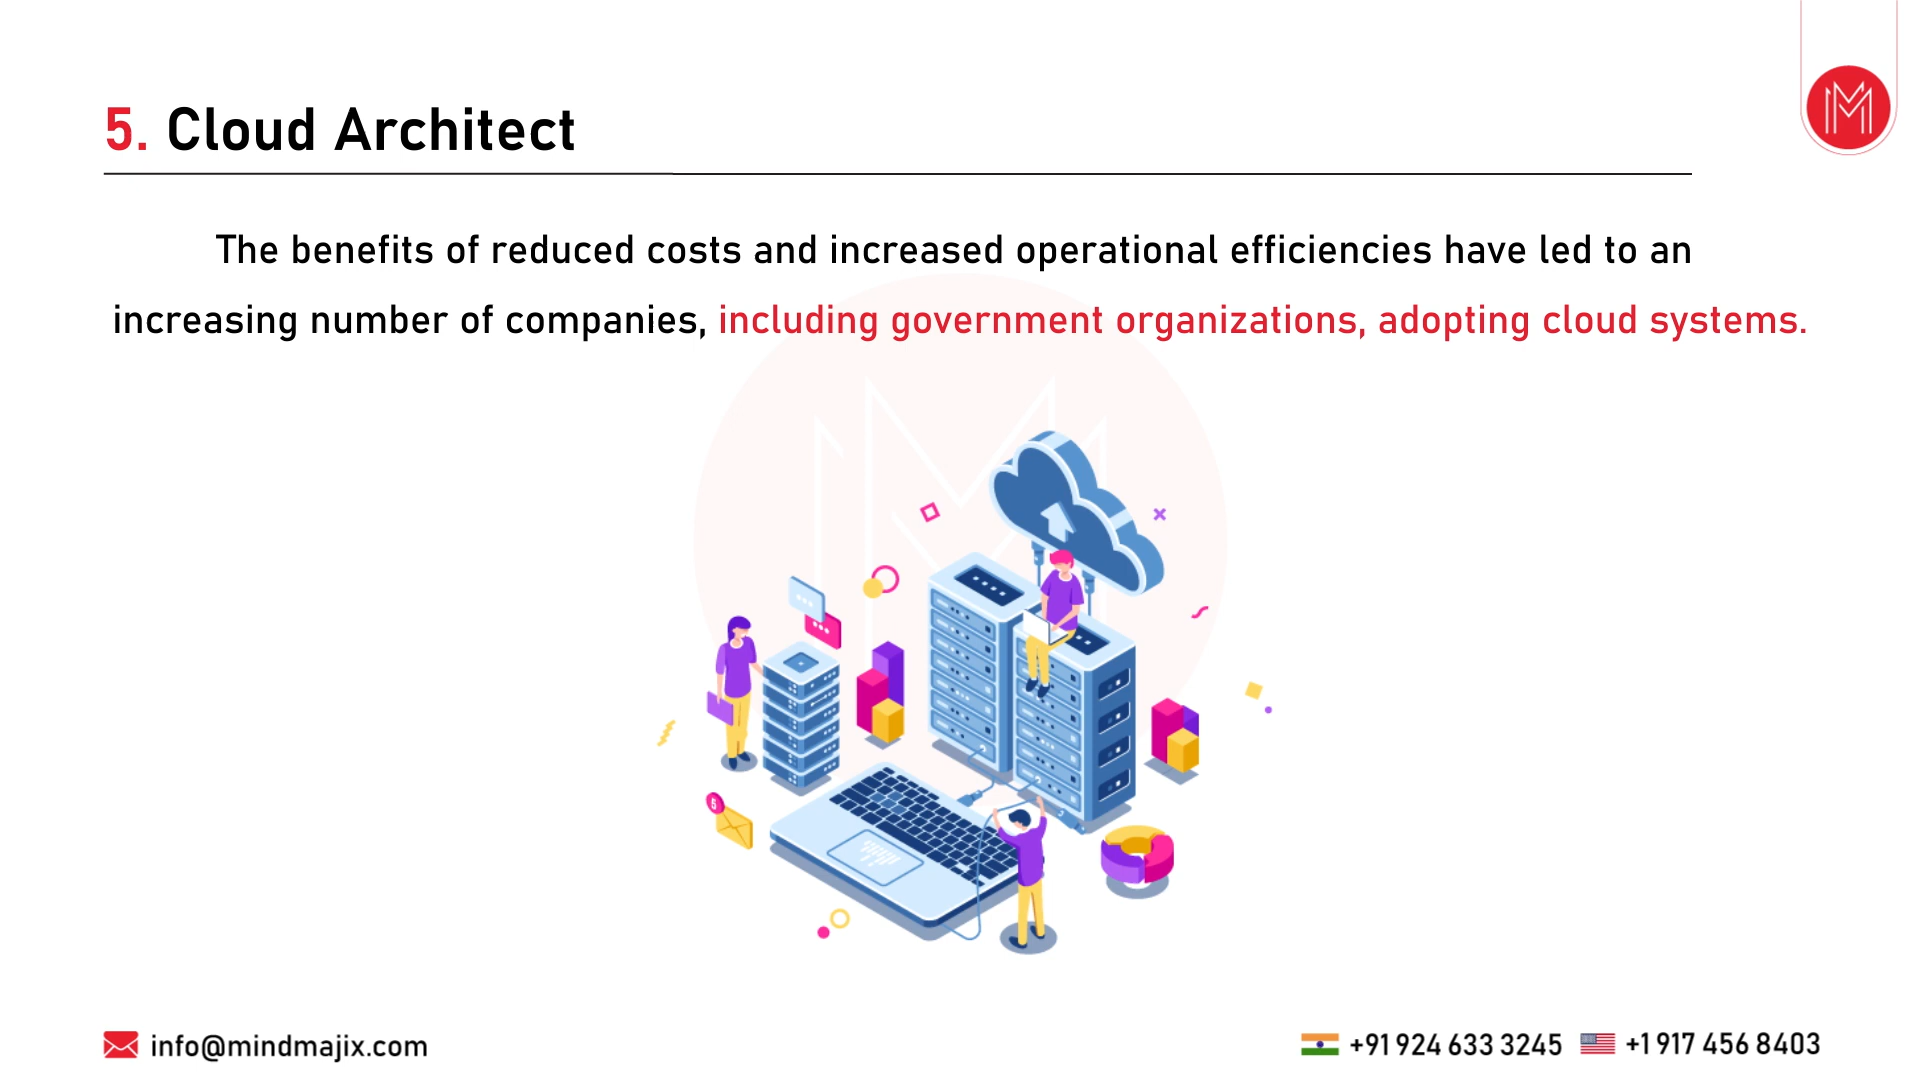 5. Cloud Architect
The benefits of reduced costs and increased operational efficiencies have led to an
increasing number of companies, including government organizations, adopting cloud systems.
5
info@mindmajix.com
+91 924 633 3245
+1 917 456 8403